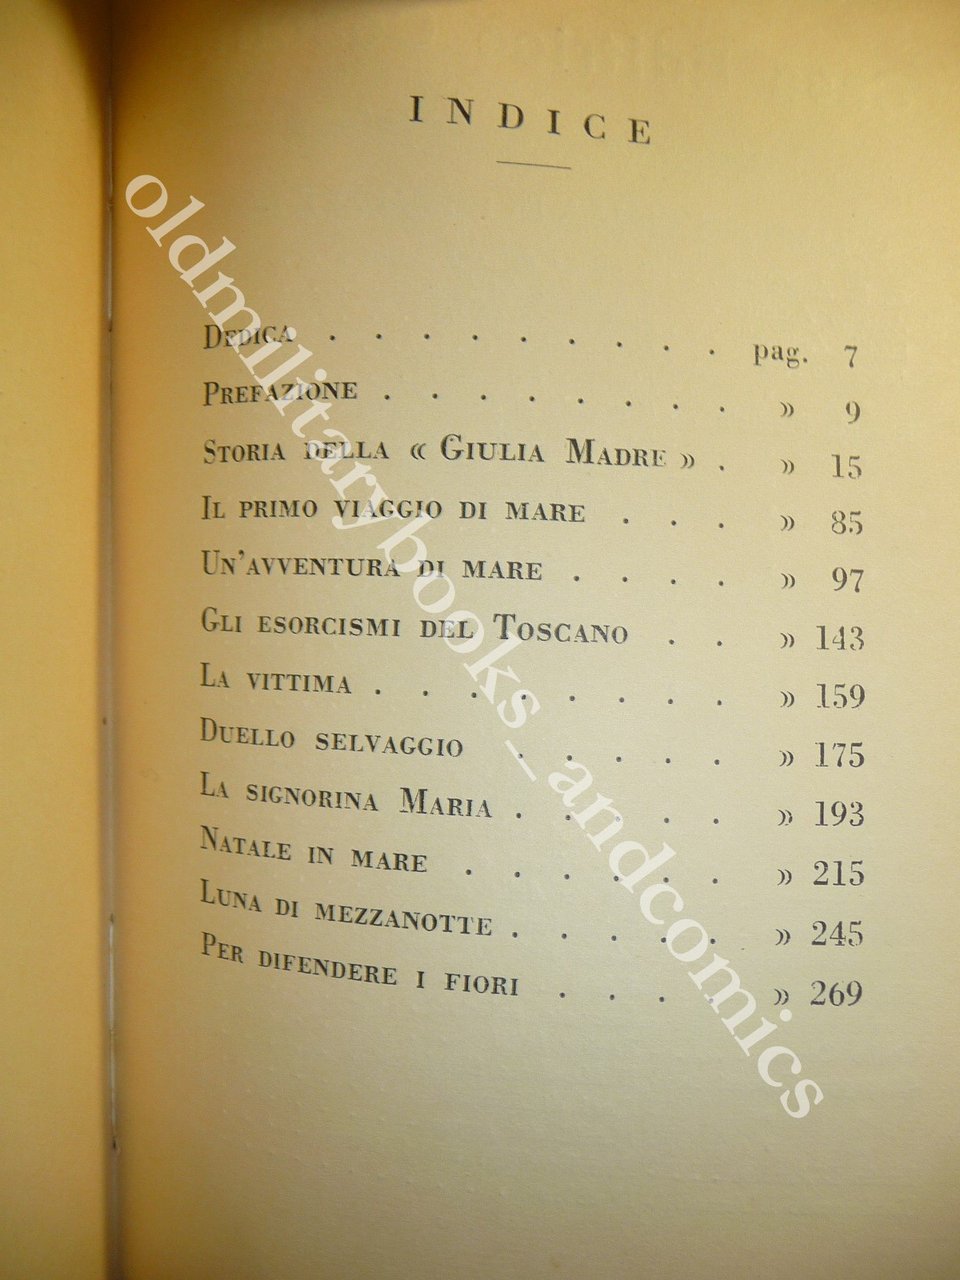 INDICE
DEDICA . . . . . . . . . pag. 7
PREFAZIONE . . . . . . . . » 9
STORIA DELLA « GIULIA MADRE » . » 15
IL PRIMO VIAGGIO DI MARE . . . » 85
UN'AVVENTURA DI MARE . . . . » 97
GLI ESORCISMI DEL TOSCANO . . » 143
LA VITTIMA . . . . . . . . » 159
DUELLO SELVAGGIO . . . . . » 175
LA SIGNORINA MARIA . . . . . » 193
NATALE IN MARE . . . . . . » 215
LUNA DI MEZZANOTTE . . . . . » 245
PER DIFENDERE I FIORI . . . . » 269
oldmilitarybooks_andcomics